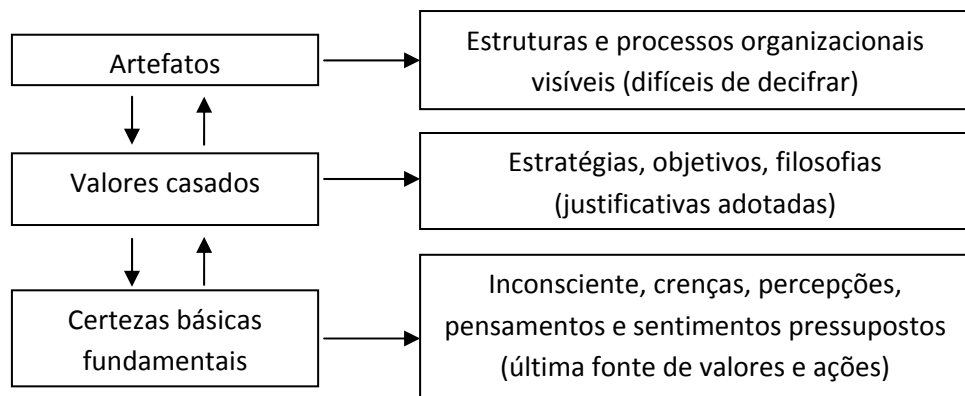 Artefatos
Estruturas e processos organizacionais
visíveis (difíceis de decifrar)
Valores casados
Estratégias, objetivos, filosofias
(justificativas adotadas)
Certezas básicas
fundamentais
Inconsciente, crenças, percepções,
pensamentos e sentimentos pressupostos
(última fonte de valores e ações)